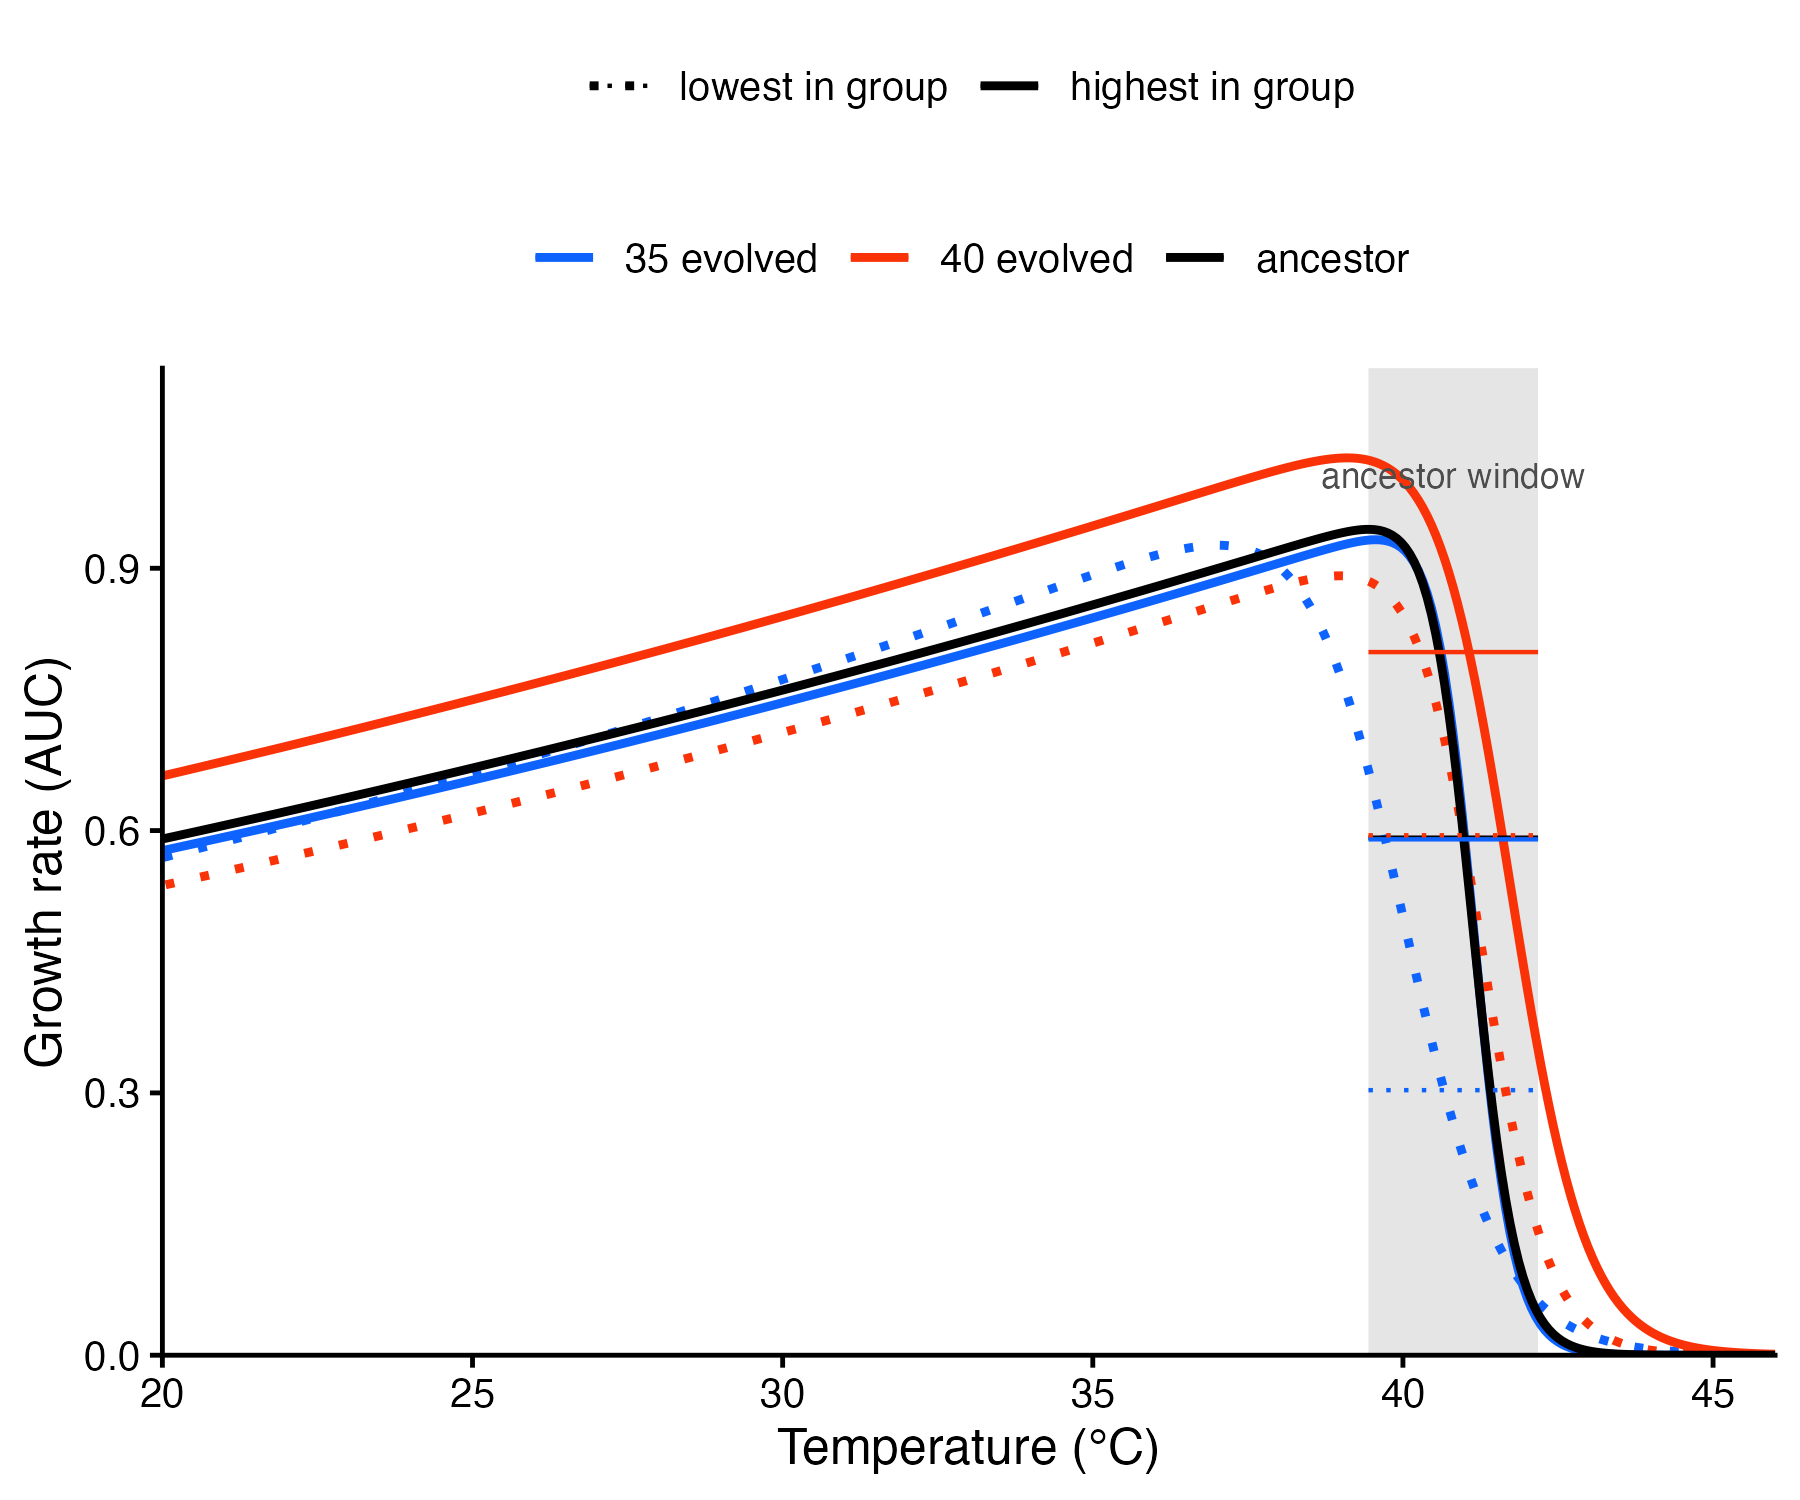 lowest in group highest in group
35 evolved 40 evolved ancestor
ancestor window
0.9
0.6
0.3
0.0
20 25 30 35 40 45
Temperature (°C)
Growth rate (AUC)